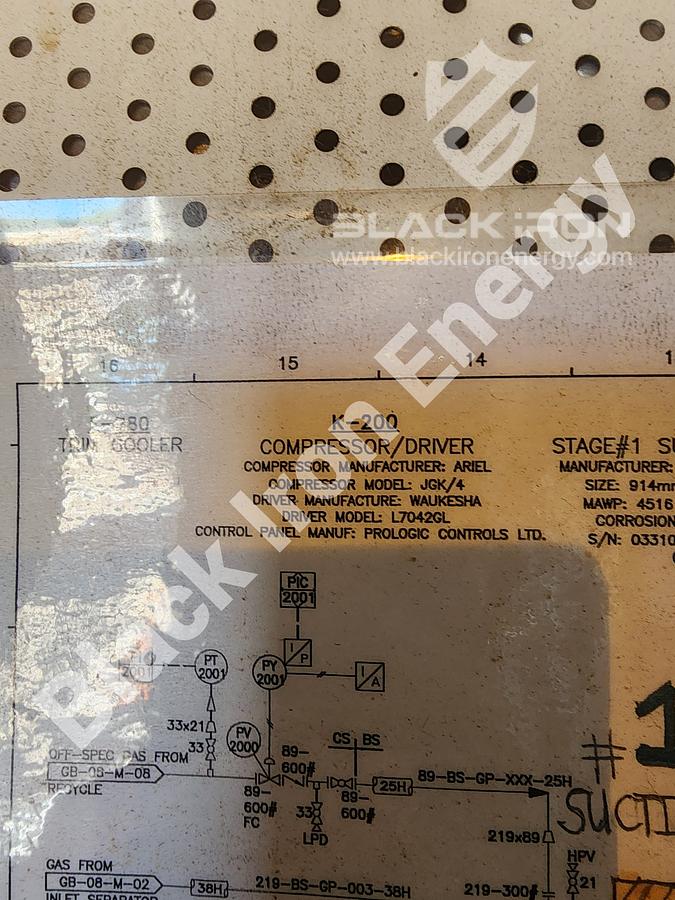 BLACK iRON
www.blackironenergy.com
Black Iron Energy
16 15 14
TRIM COOLER
K-200
COMPRESSOR/DRIVER
COMPRESSOR MANUFACTURER: ARIEL
COMPRESSOR MODEL: JGK/4
DRIVER MANUFACTURE: WAUKESHA
DRIVER MODEL: L7042GL
CONTROL PANEL MANUF: PROLOGIC CONTROLS LTD.
STAGE#1 SU
MANUFACTURER:
SIZE: 914mm
MAWP: 4516
CORROSION
S/N: 03310
PIC
2001
I
P
2001
PT
2001
PY
2001
I
A
33x21
33
PV
2000
89-
600#
CS BS
OFF-SPEC GAS FROM
GB-08-M-08
RECYCLE
89-
600#
FC
33
LPD
89-
600#
25H
89-BS-GP-XXX-25H
#1
SUCTI
219x89
HPV
21
GAS FROM
GB-08-M-02
INLET SEPARATOR
38H
219-BS-GP-003-38H
219-300#